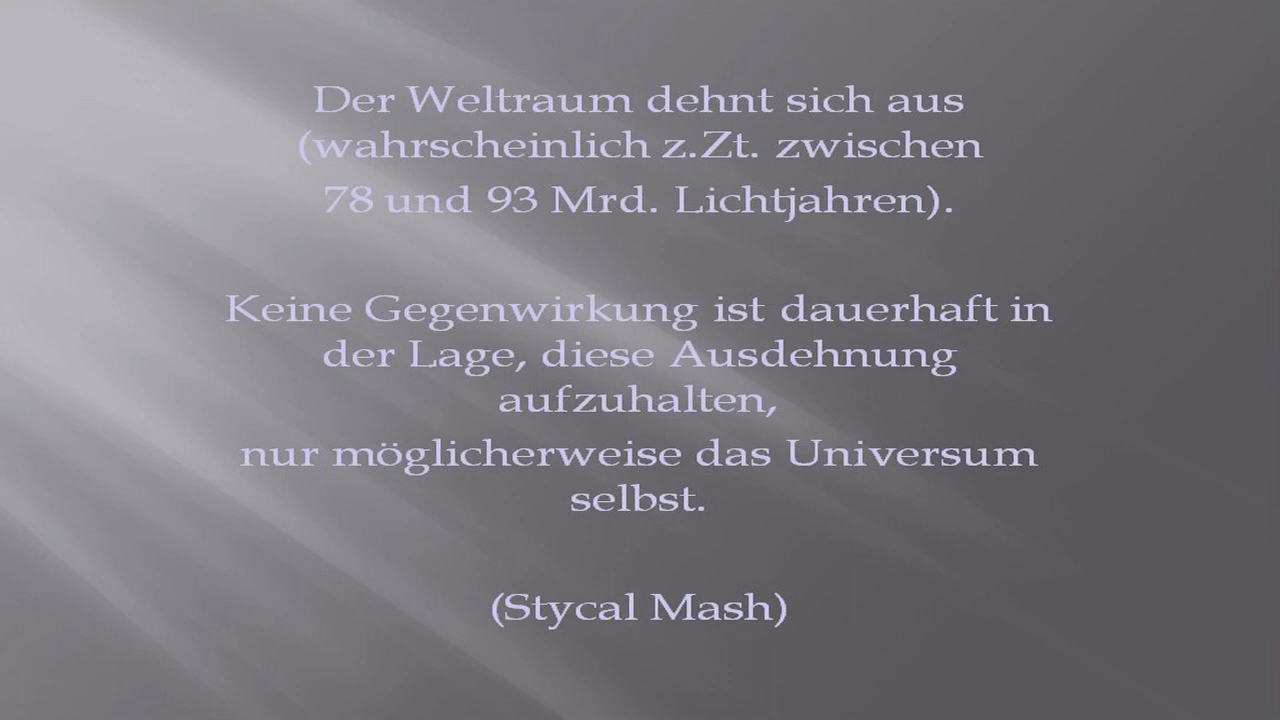 Der Weltraum dehnt sich aus
(wahrscheinlich z.Zt. zwischen
78 und 93 Mrd. Lichtjahren).
Keine Gegenwirkung ist dauerhaft in
der Lage, diese Ausdehnung
aufzuhalten,
nur möglicherweise das Universum
selbst.
(Stycal Mash)